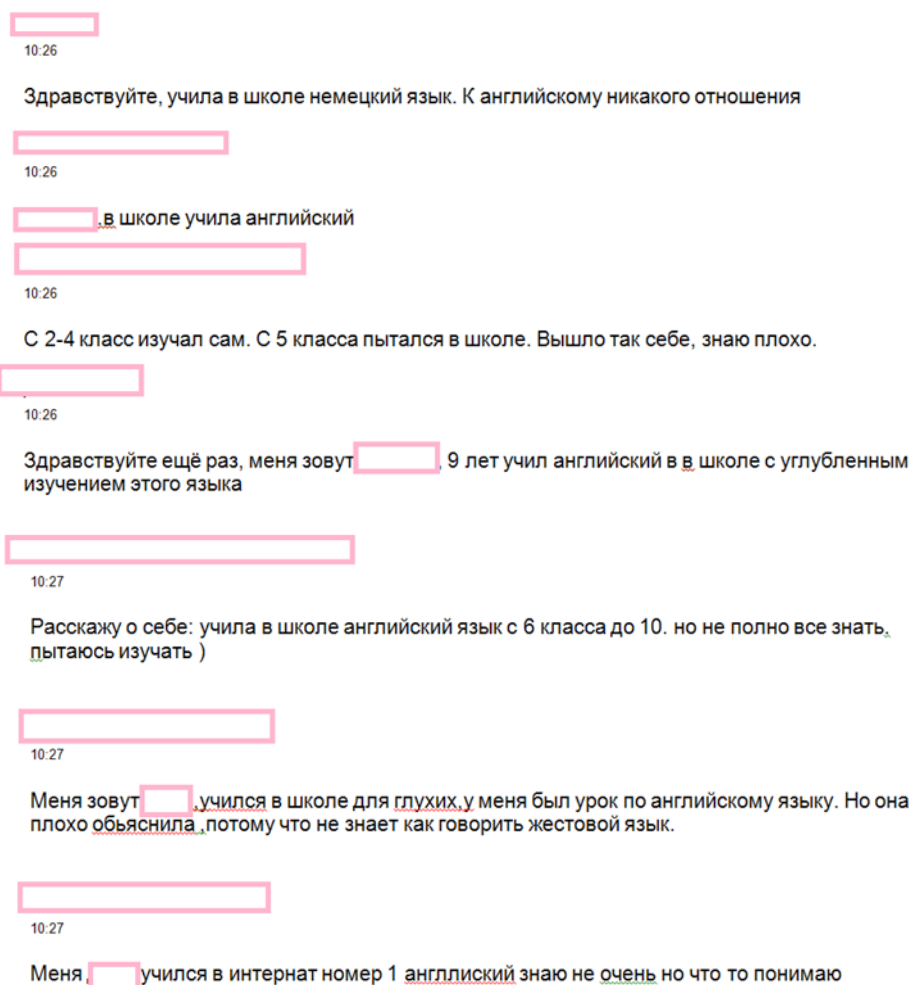 10:26
Здравствуйте, учила в школе немецкий язык. К английскому никакого отношения
10:26
,в школе учила английский
10:26
С 2-4 класс изучал сам. С 5 класса пытался в школе. Вышло так себе, знаю плохо.
10:26
Здравствуйте ещё раз, меня зовут , 9 лет учил английский в в школе с углубленным
изучением этого языка
10:27
Расскажу о себе: учила в школе английский язык с 6 класса до 10. но не полно все знать,
пытаюсь изучать )
10:27
Меня зовут ,учился в школе для глухих,у меня был урок по английскому языку. Но она
плохо обьяснила ,потому что не знает как говорить жестовой язык.
10:27
Меня , учился в интернат номер 1 англлиский знаю не очень но что то понимаю